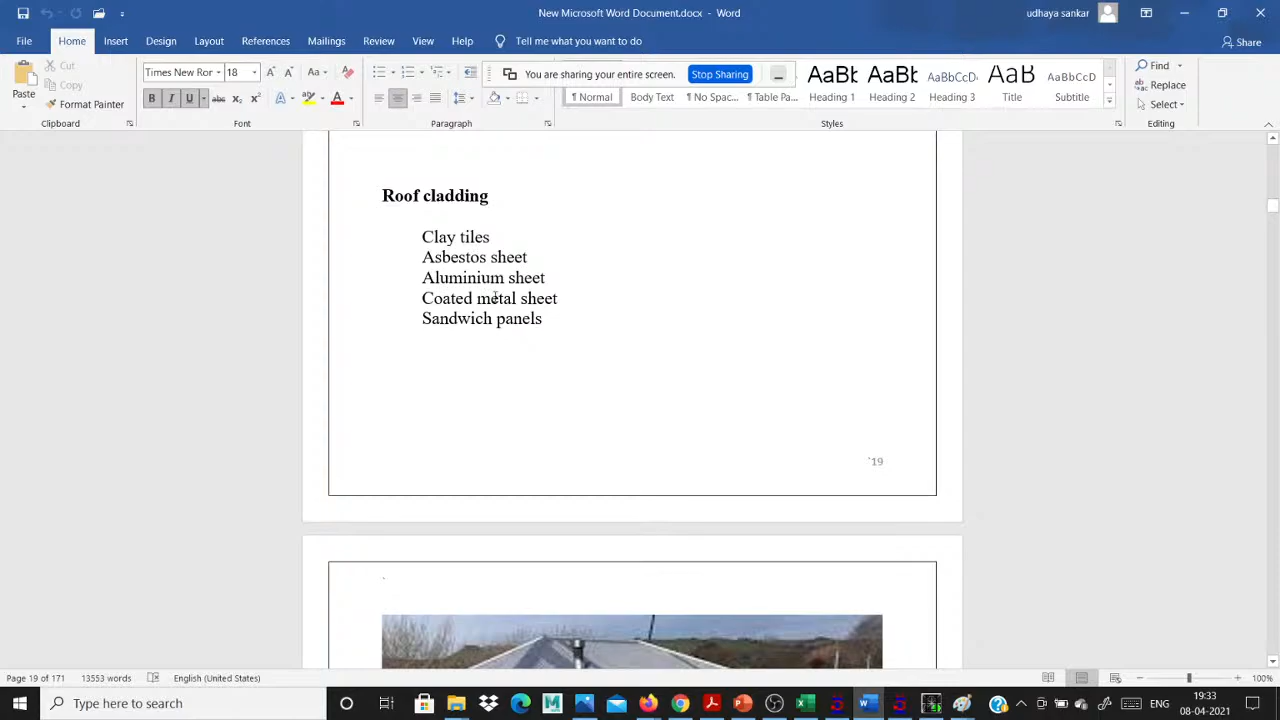 New Microsoft Word Document.docx - Word
udhaya sankar
File Home Insert Design Layout References Mailings Review View Help Tell me what you want to do
Share
Paste
Cut
Copy
Format Painter
Clipboard
Times New Ror 18
Font
Paragraph
You are sharing your entire screen. Stop Sharing
AaBb AaBb AaBbCcD AaB AaBbCcD
¶ Normal Body Text ¶ No Spac... ¶ Table Pa... Heading 1 Heading 2 Heading 3 Title Subtitle
Styles
Find
Replace
Select
Editing
Roof cladding
Clay tiles
Asbestos sheet
Aluminium sheet
Coated metal sheet
Sandwich panels
`19
`
Page 19 of 171 13553 words English (United States)
100%
Type here to search
ENG
19:33
08-04-2021